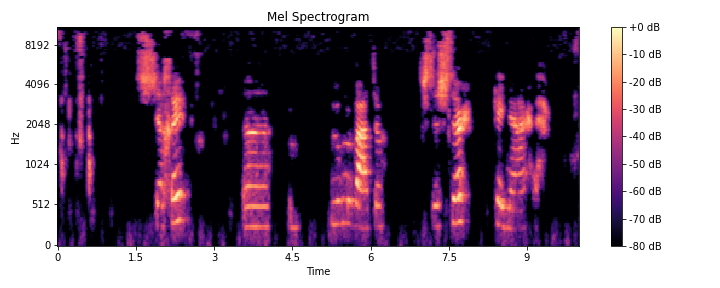 Mel Spectrogram
8192
4096
2048
1024
512
0
Hz
0 1.5 3 4.5 6 7.5 9
Time
+0 dB
-10 dB
-20 dB
-30 dB
-40 dB
-50 dB
-60 dB
-70 dB
-80 dB